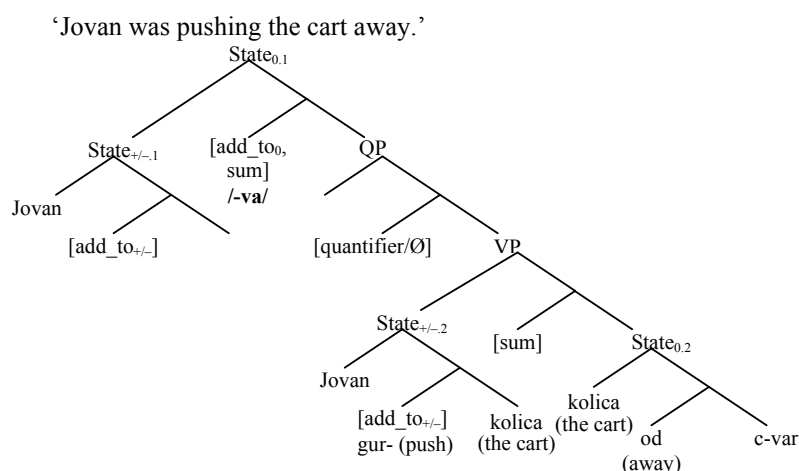 ‘Jovan was pushing the cart away.’
State0.1
State+/–.1
[add_to0,
sum]
/-va/
QP
Jovan
[add_to+/–]
[quantifier/Ø]
VP
State+/–.2
[sum]
State0.2
Jovan
[add_to+/–]
gur- (push)
kolica
(the cart)
kolica
(the cart)
od
(away)
c-var